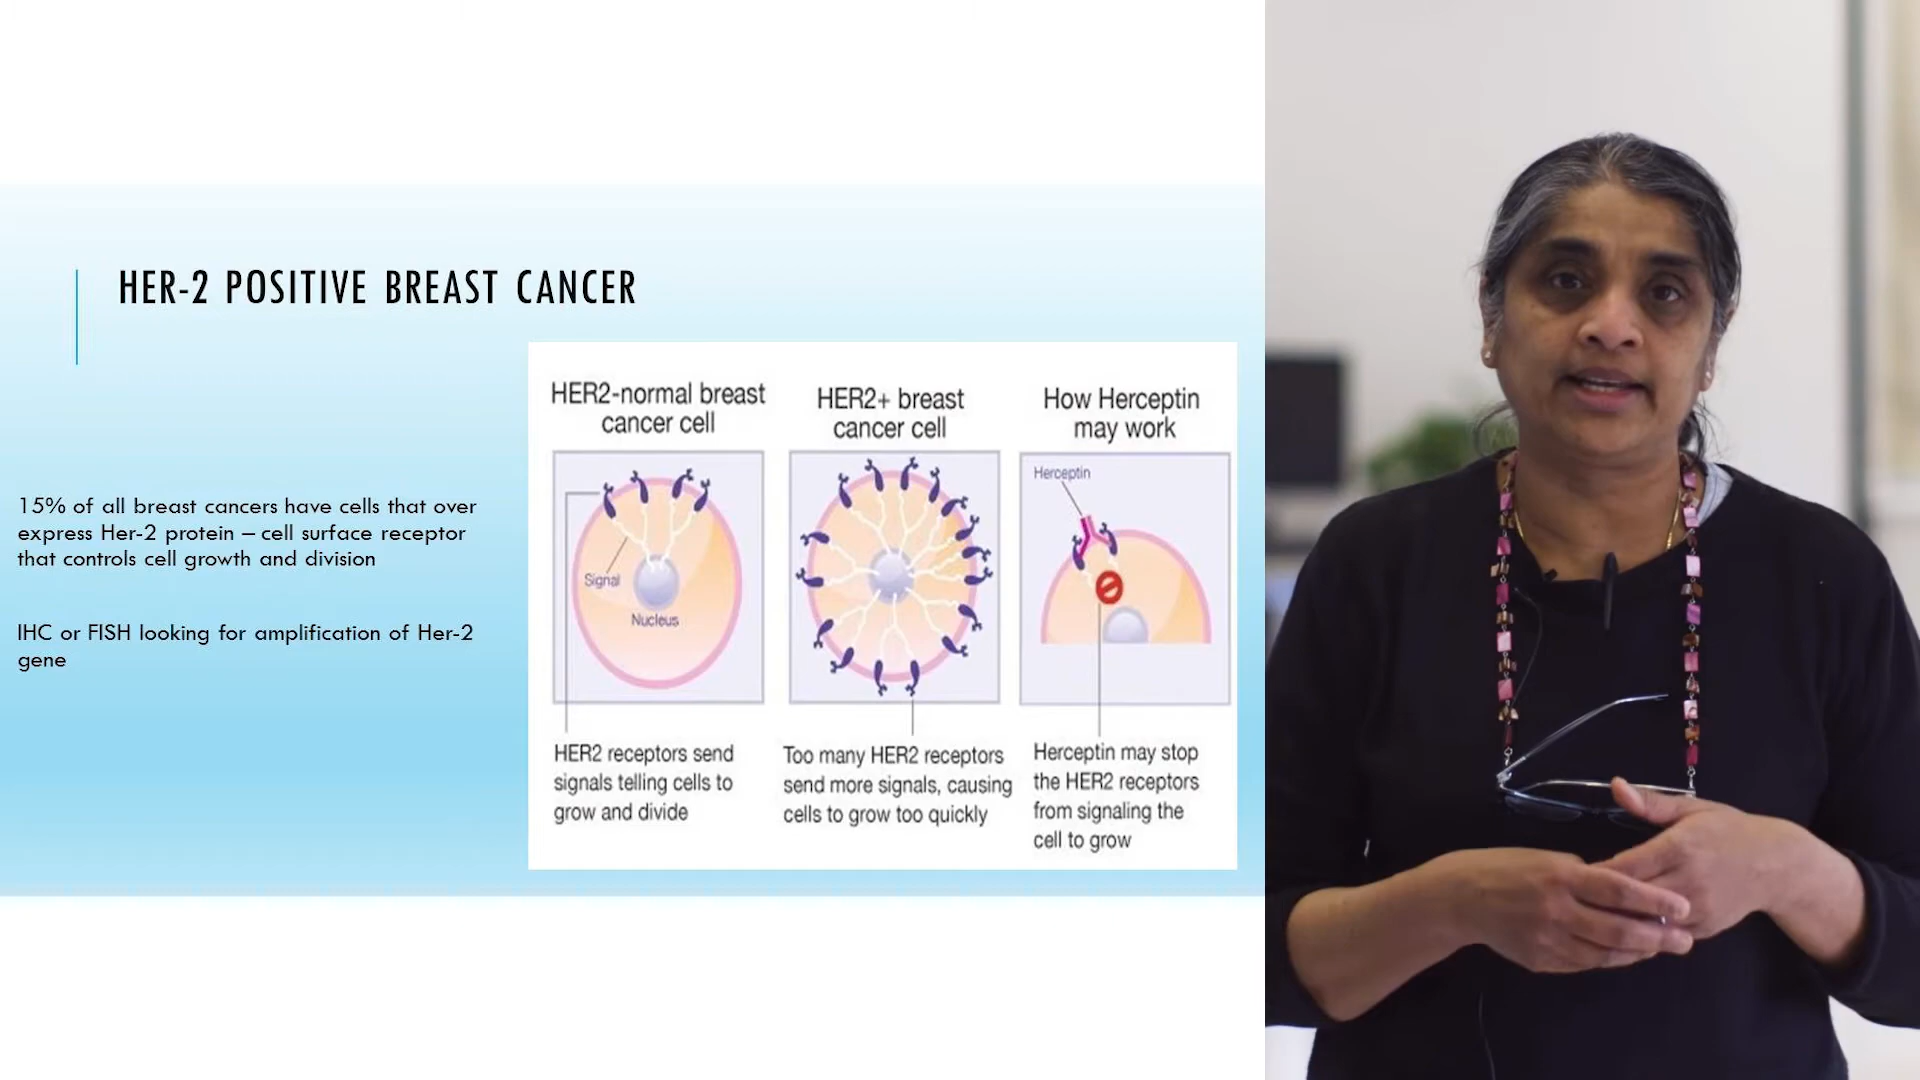 HER-2 POSITIVE BREAST CANCER
15% of all breast cancers have cells that over
express Her-2 protein – cell surface receptor
that controls cell growth and division
IHC or FISH looking for amplification of Her-2
gene
HER2-normal breast
cancer cell
Signal
Nucleus
HER2 receptors send
signals telling cells to
grow and divide
HER2+ breast
cancer cell
Too many HER2 receptors
send more signals, causing
cells to grow too quickly
How Herceptin
may work
Herceptin
Herceptin may stop
the HER2 receptors
from signaling the
cell to grow